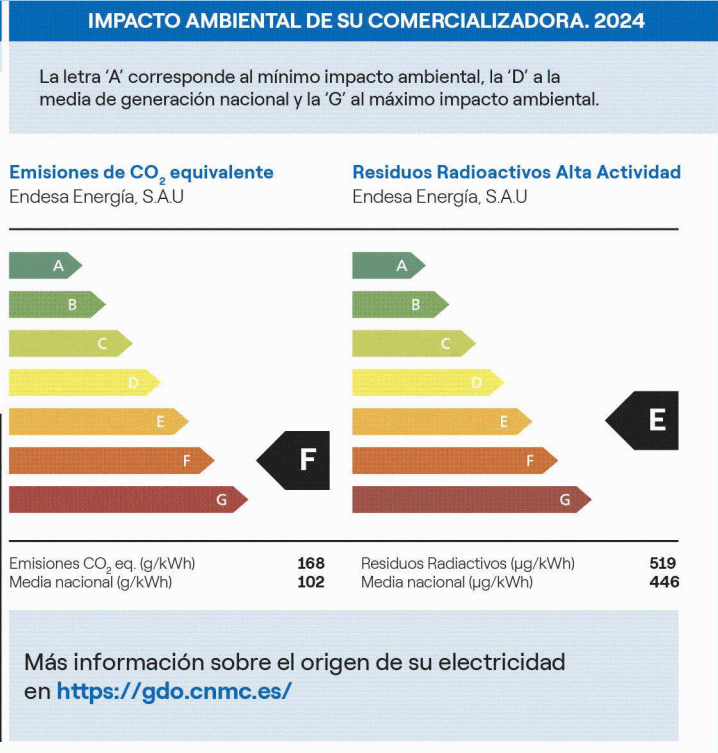 IMPACTO AMBIENTAL DE SU COMERCIALIZADORA. 2024
La letra ‘A’ corresponde al mínimo impacto ambiental, la ‘D’ a la
media de generación nacional y la ‘G’ al máximo impacto ambiental.
Emisiones de CO₂ equivalente
Endesa Energía, S.A.U
A
B
C
D
E
F
G
F
Emisiones CO₂ eq. (g/kWh) 168
Media nacional (g/kWh) 102
Residuos Radioactivos Alta Actividad
Endesa Energía, S.A.U
A
B
C
D
E
F
G
E
Residuos Radiactivos (µg/kWh) 519
Media nacional (µg/kWh) 446
Más información sobre el origen de su electricidad
en https://gdo.cnmc.es/